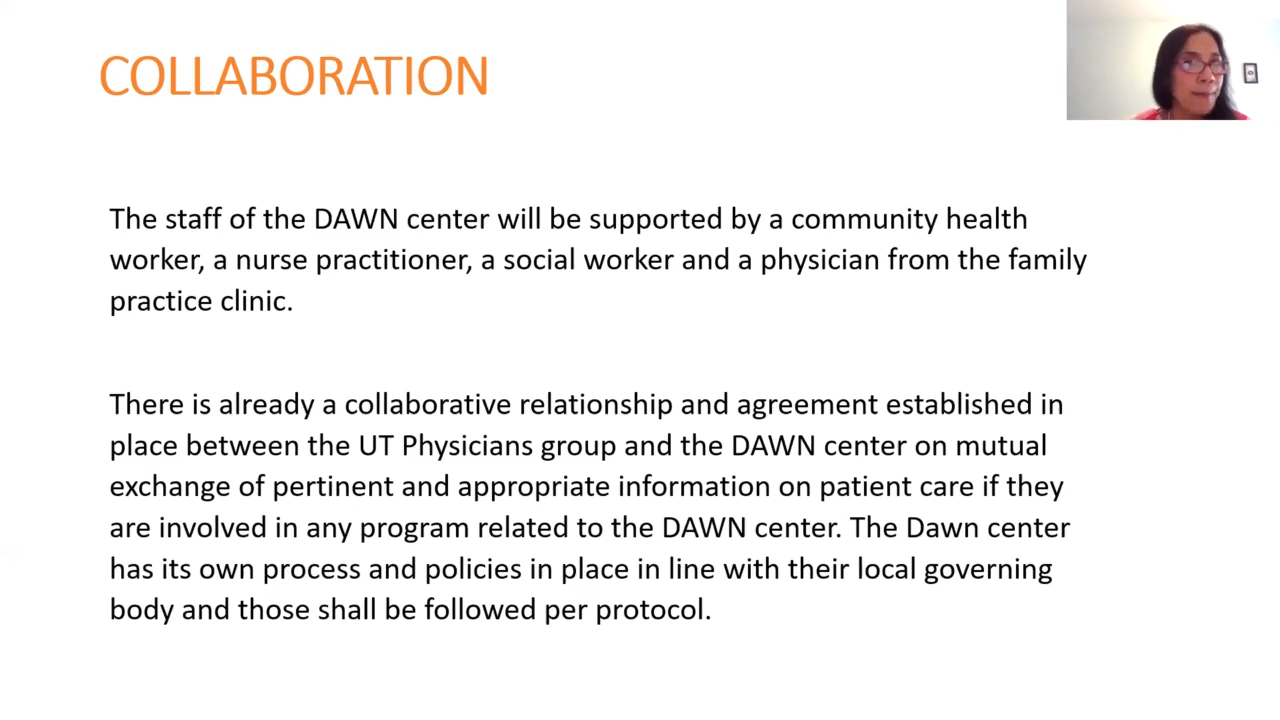 COLLABORATION
The staff of the DAWN center will be supported by a community health
worker, a nurse practitioner, a social worker and a physician from the family
practice clinic.
There is already a collaborative relationship and agreement established in
place between the UT Physicians group and the DAWN center on mutual
exchange of pertinent and appropriate information on patient care if they
are involved in any program related to the DAWN center. The Dawn center
has its own process and policies in place in line with their local governing
body and those shall be followed per protocol.